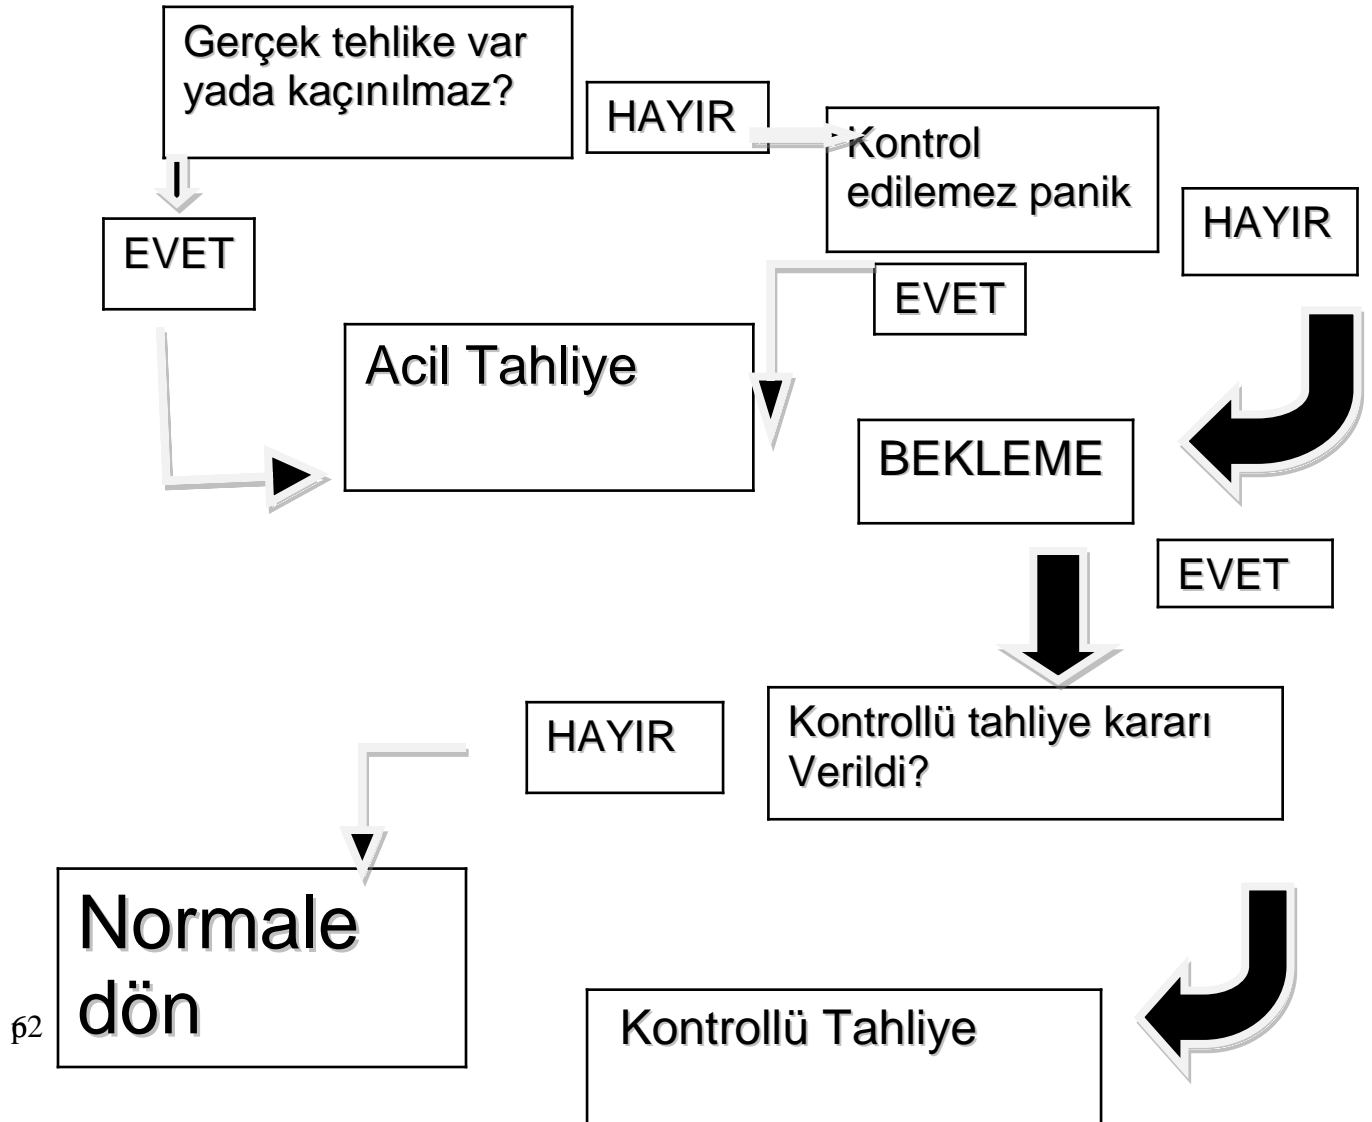 Gerçek tehlike var
yada kaçınılmaz?
HAYIR
Kontrol
edilemez panik
HAYIR
EVET
EVET
Acil Tahliye
BEKLEME
EVET
HAYIR
Kontrollü tahliye kararı
Verildi?
Normale
dön
Kontrollü Tahliye